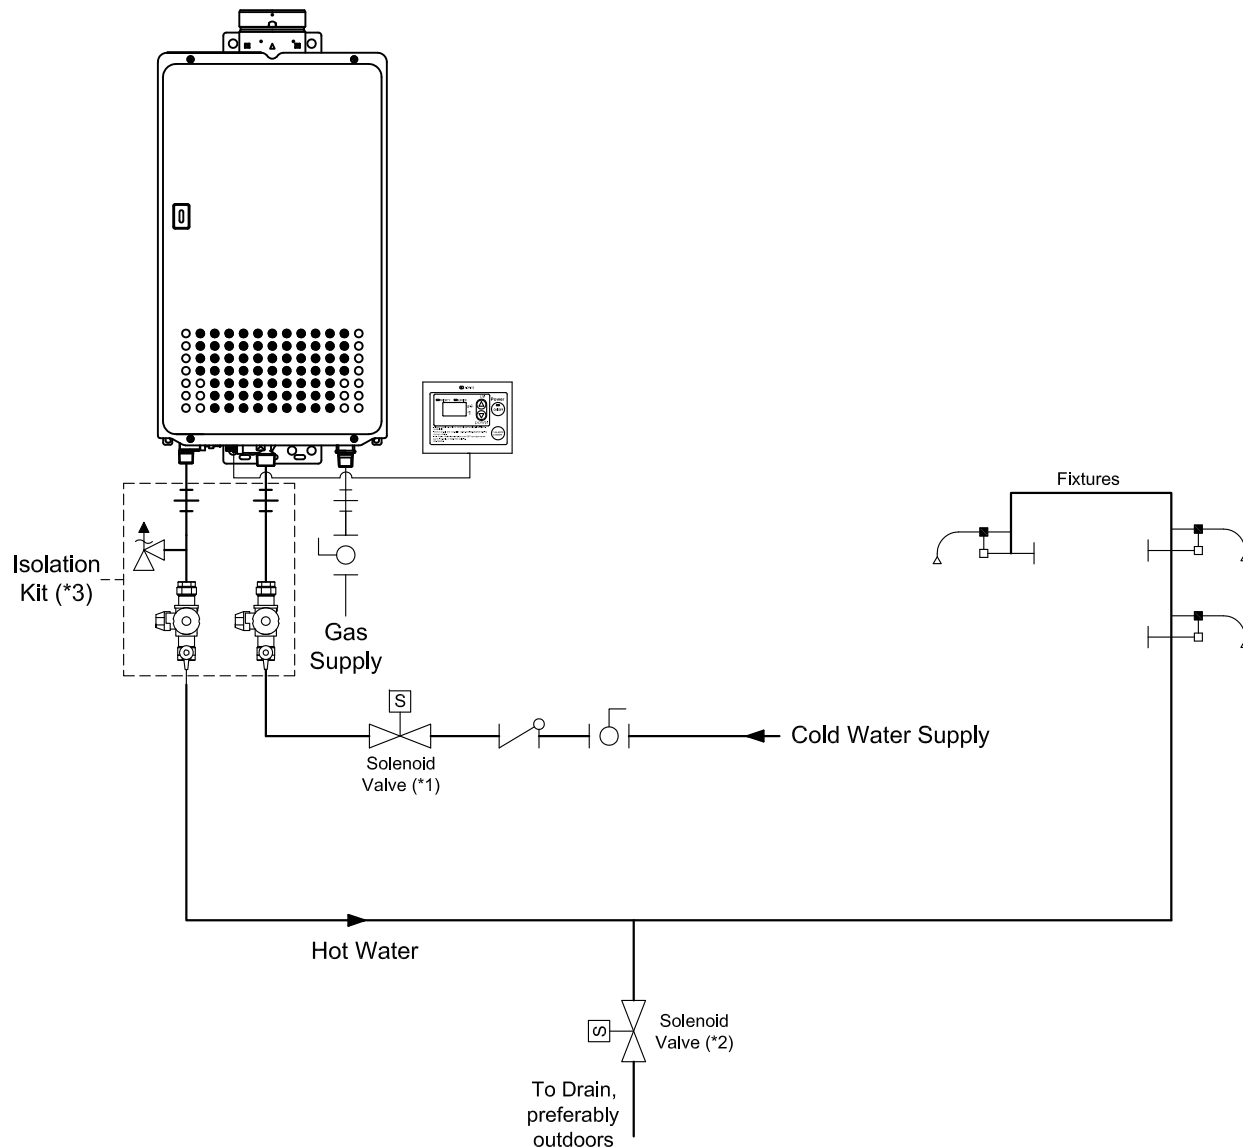 Power
Fixtures
Isolation
Kit (*3)
Gas
Supply
S
Cold Water Supply
Solenoid
Valve (*1)
Hot Water
S
Solenoid
Valve (*2)
To Drain,
preferably
outdoors